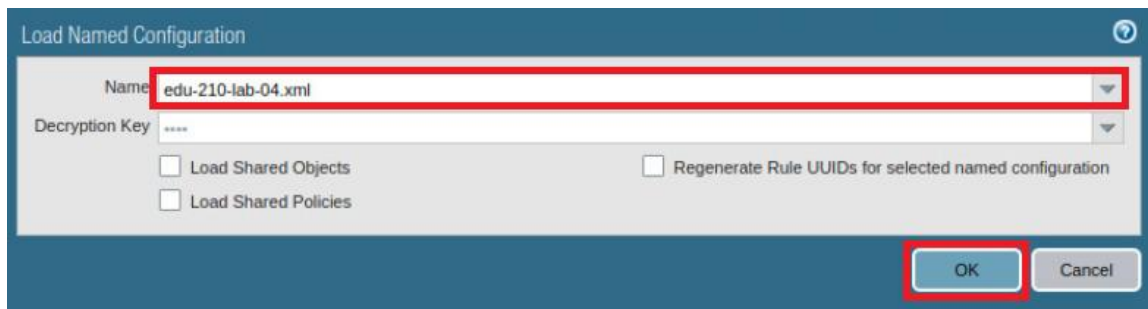 Load Named Configuration
Name edu-210-lab-04.xml
Decryption Key ****
Load Shared Objects Regenerate Rule UUIDs for selected named configuration
Load Shared Policies
OK Cancel